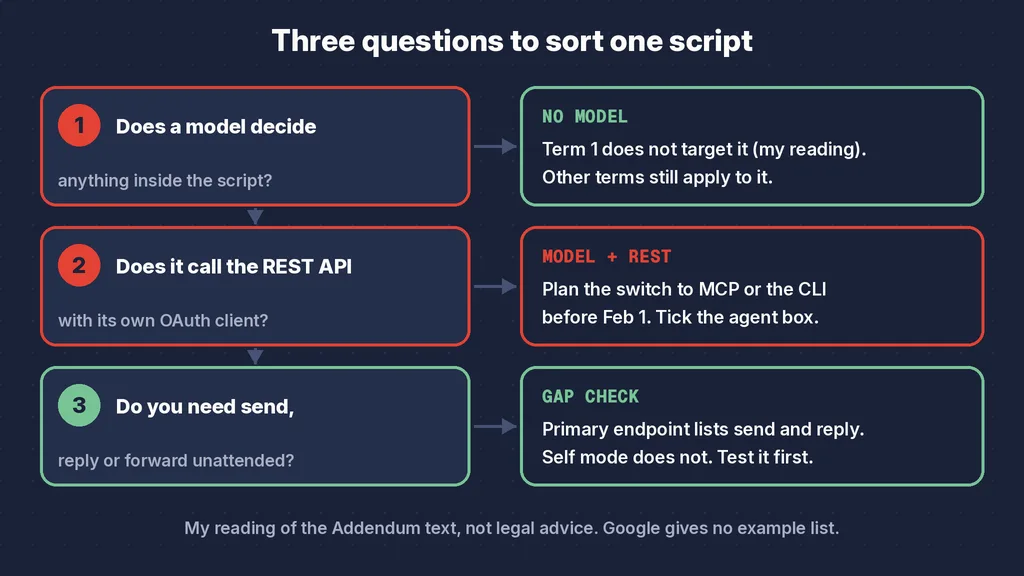 Three questions to sort one script
1 Does a model decide
anything inside the script?
NO MODEL
Term 1 does not target it (my reading).
Other terms still apply to it.
2 Does it call the REST API
with its own OAuth client?
MODEL + REST
Plan the switch to MCP or the CLI
before Feb 1. Tick the agent box.
3 Do you need send,
reply or forward unattended?
GAP CHECK
Primary endpoint lists send and reply.
Self mode does not. Test it first.
My reading of the Addendum text, not legal advice. Google gives no example list.